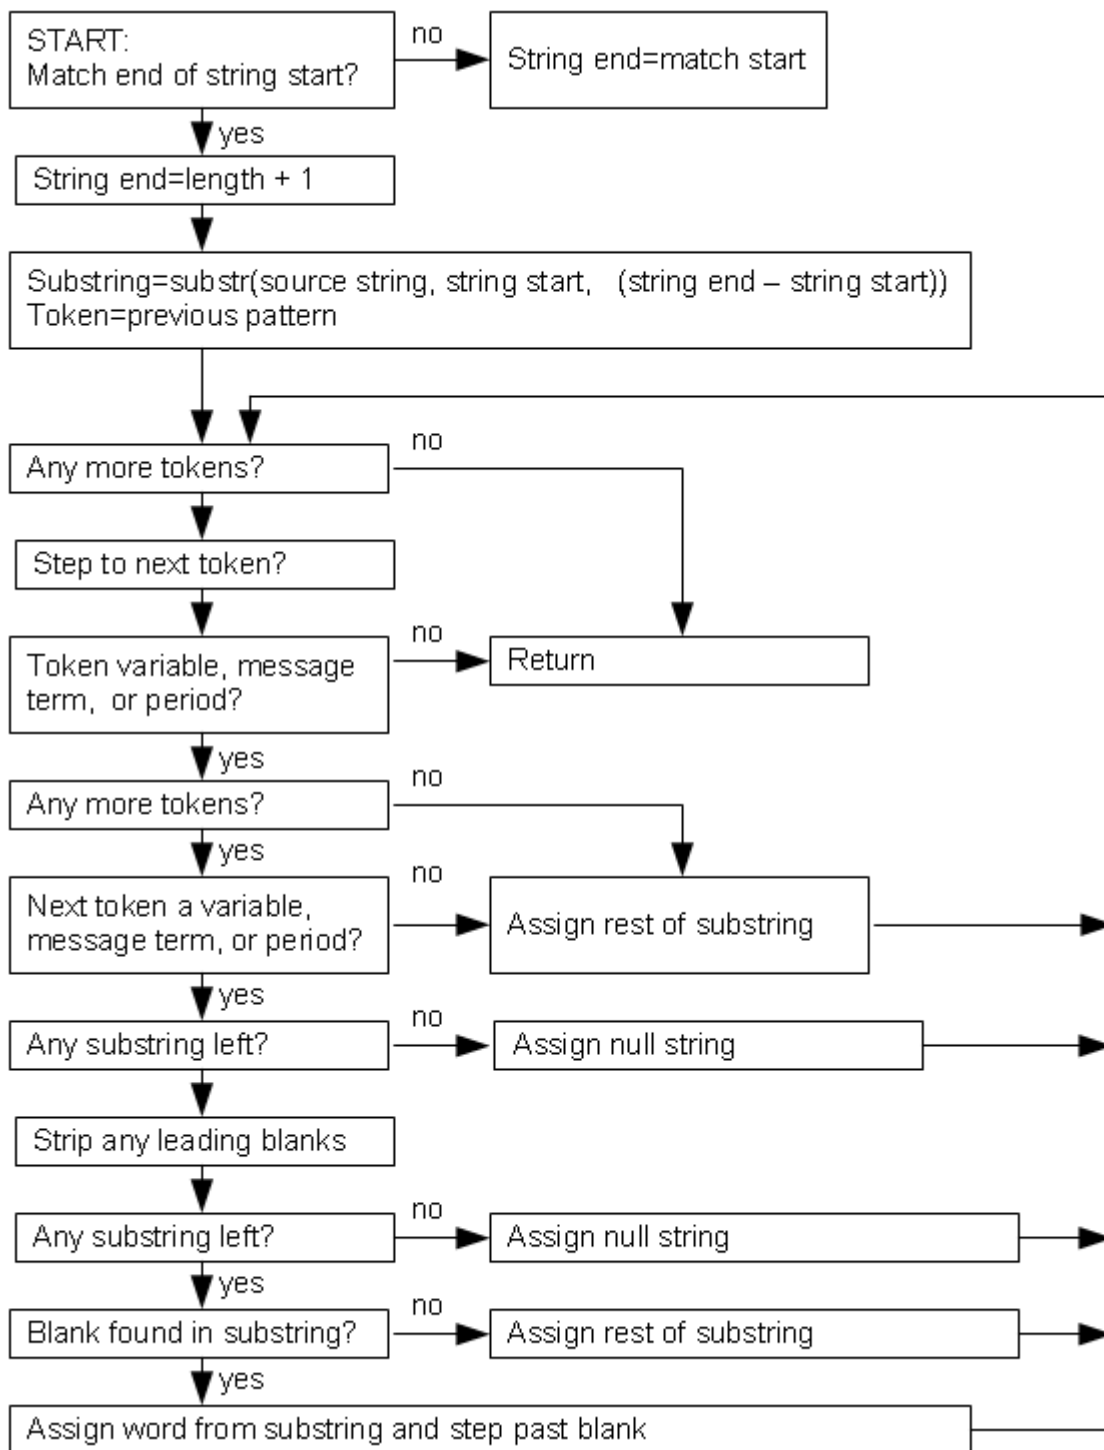 START:
Match end of string start?
no
String end=match start
yes
String end=length + 1
Substring=substr(source string, string start, (string end – string start))
Token=previous pattern
Any more tokens?
no
Step to next token?
Token variable, message
term, or period?
no
Return
yes
Any more tokens?
no
yes
Next token a variable,
message term, or period?
no
Assign rest of substring
yes
Any substring left?
no
Assign null string
Strip any leading blanks
Any substring left?
no
Assign null string
yes
Blank found in substring?
no
Assign rest of substring
yes
Assign word from substring and step past blank